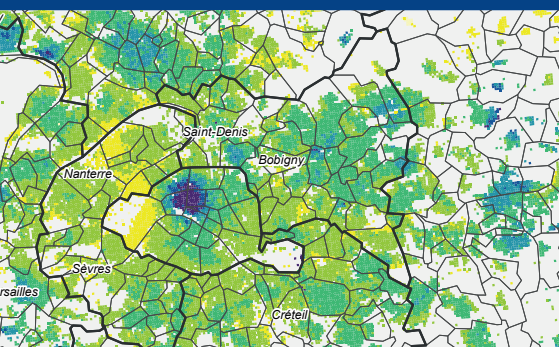 Saint-Denis
Bobigny
Nanterre
Sèvres
rsailles
Créteil